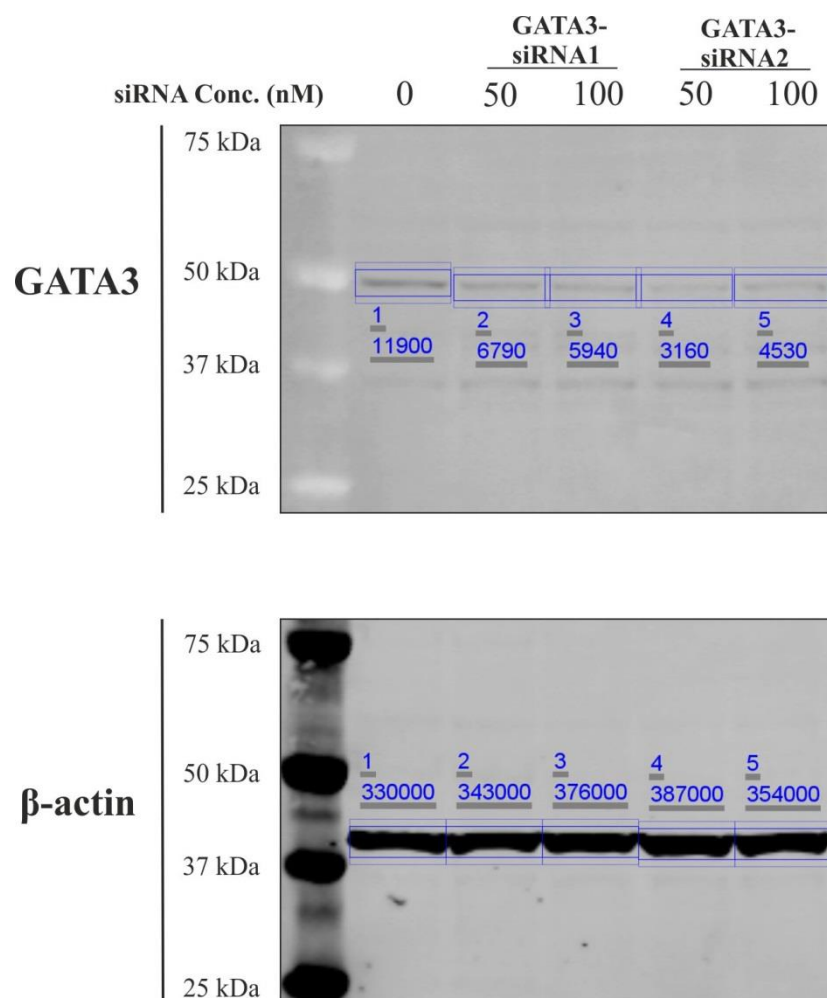 GATA3-
siRNA1
GATA3-
siRNA2
siRNA Conc. (nM) 0 50 100 50 100
75 kDa
50 kDa
GATA3
1 2 3 4 5
11900 6790 5940 3160 4530
37 kDa
25 kDa
75 kDa
50 kDa
1 2 3 4 5
330000 343000 376000 387000 354000
β-actin
37 kDa
25 kDa